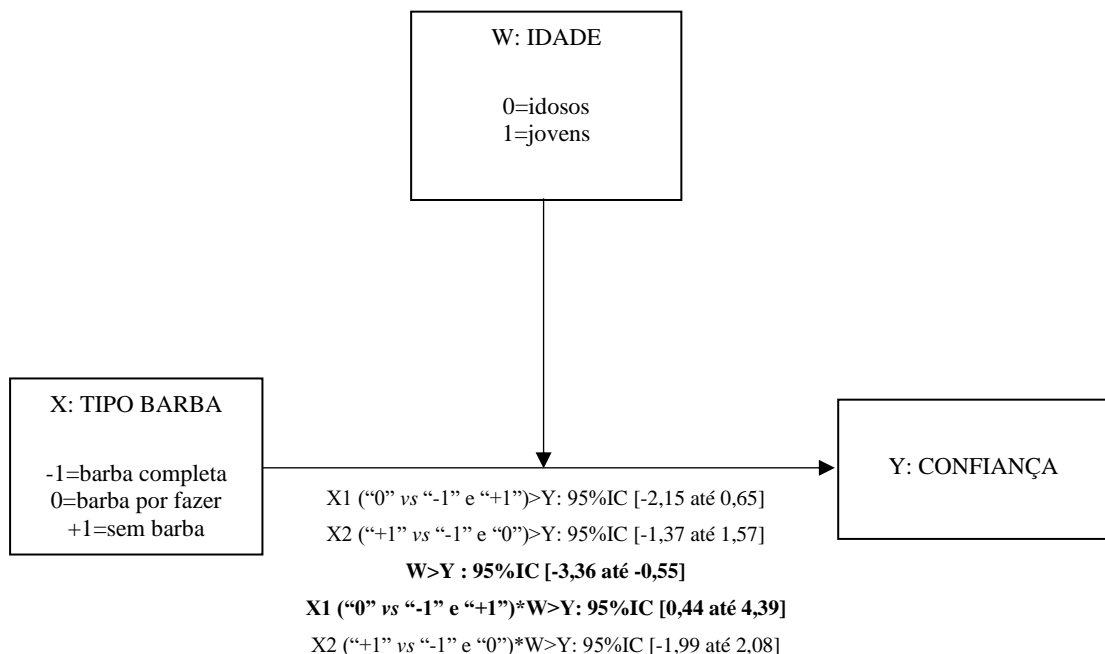 W: IDADE
0=idosos
1=jovens
X: TIPO BARBA
-1=barba completa
0=barba por fazer
+1=sem barba
Y: CONFIANÇA
X1 (“0” vs “-1” e “+1”)>Y: 95%IC [-2,15 até 0,65]
X2 (“+1” vs “-1” e “0”)>Y: 95%IC [-1,37 até 1,57]
W>Y : 95%IC [-3,36 até -0,55]
X1 (“0” vs “-1” e “+1”)*W>Y: 95%IC [0,44 até 4,39]
X2 (“+1” vs “-1” e “0”)*W>Y: 95%IC [-1,99 até 2,08]